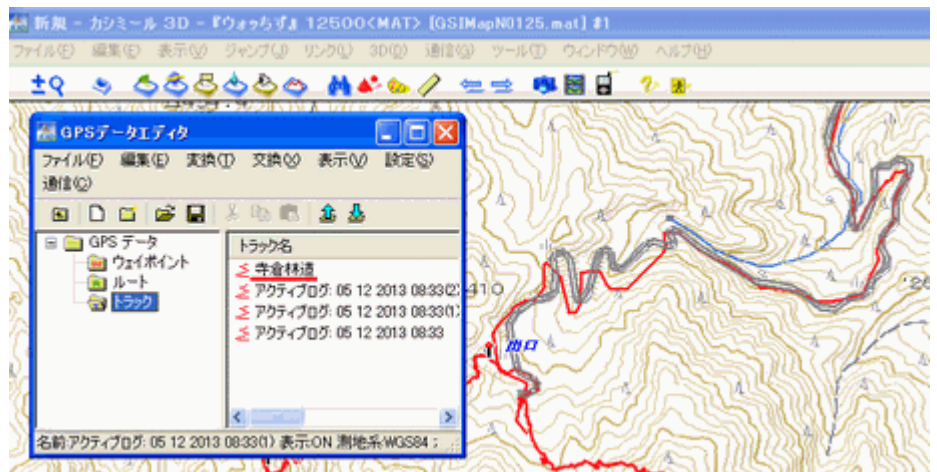 新規 - カシミール 3D - 『ウォっちず』 12500<MAT> [GSIMapN0125.mat] #1
ファイル(F) 編集(E) 表示(V) ジャンプ(J) リンク(L) 3D(D) 通信(G) ツール(T) ウィンドウ(W) ヘルプ(H)
GPSデータエディタ
ファイル(F) 編集(E) 変換(T) 交換(X) 表示(V) 設定(S)
通信(C)
GPS データ
ウェイポイント
ルート
トラック
トラック名
寺倉林道
アクティブログ: 05 12 2013 08:33(2)
アクティブログ: 05 12 2013 08:33(1)
アクティブログ: 05 12 2013 08:33
名前:アクティブログ: 05 12 2013 08:33(1) 表示:ON 測地系:WGS84 ;
410
出口